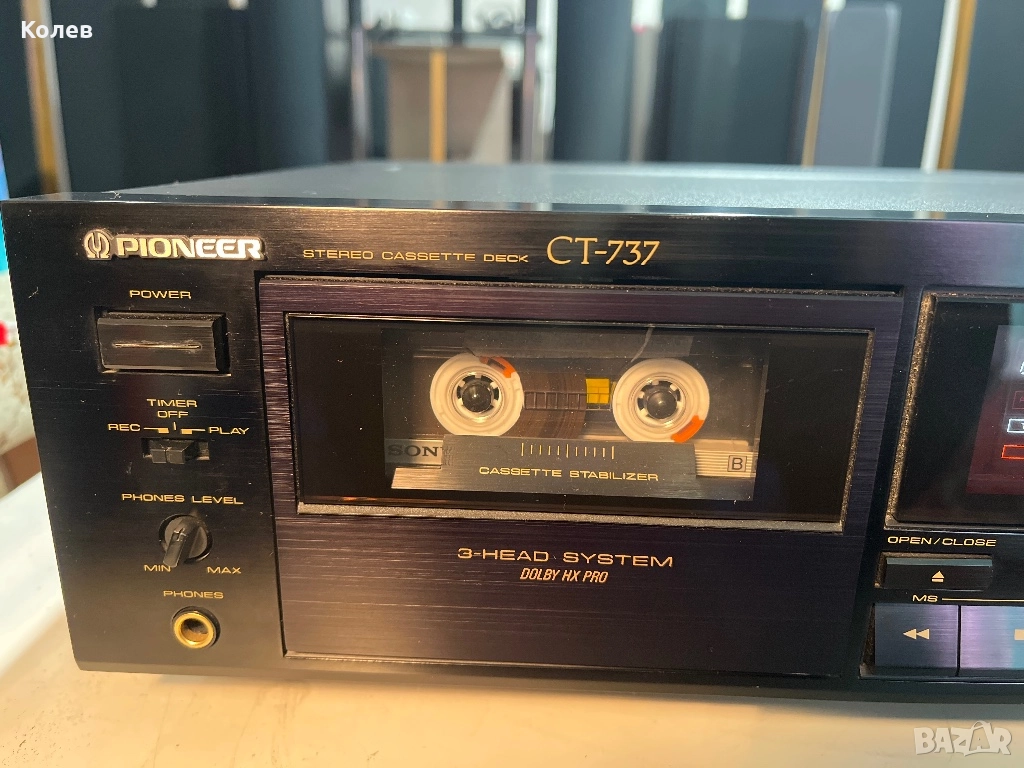 Колев
PIONEER
STEREO CASSETTE DECK CT-737
POWER
TIMER
OFF
REC PLAY
PHONES LEVEL
MIN MAX
PHONES
SONY
B
CASSETTE STABILIZER
3-HEAD SYSTEM
DOLBY HX PRO
OPEN/CLOSE
MS
BAZAR